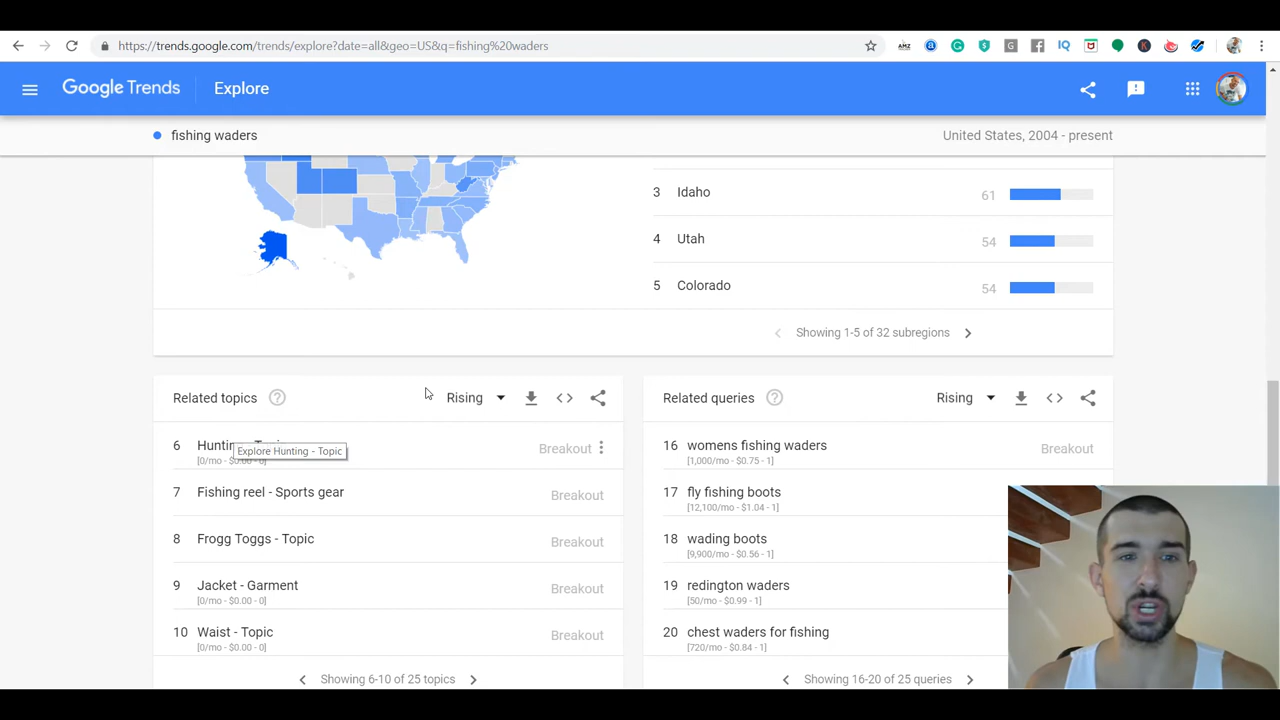 https://trends.google.com/trends/explore?date=all&geo=US&q=fishing%20waders
Google Trends
Explore
fishing waders
United States, 2004 - present
3 Idaho 61
4 Utah 54
5 Colorado 54
Showing 1-5 of 32 subregions
Related topics
Rising
6
Explore Hunting - Topic
Breakout
7 Fishing reel - Sports gear Breakout
8 Frogg Toggs - Topic Breakout
9 Jacket - Garment Breakout
[0/mo - $0.00 - 0]
10 Waist - Topic Breakout
[0/mo - $0.00 - 0]
Showing 6-10 of 25 topics
Related queries
Rising
16 womens fishing waders Breakout
[1,000/mo - $0.75 - 1]
17 fly fishing boots
[12,100/mo - $1.04 - 1]
18 wading boots
[9,900/mo - $0.56 - 1]
19 redington waders
[50/mo - $0.99 - 1]
20 chest waders for fishing
[720/mo - $0.84 - 1]
Showing 16-20 of 25 queries